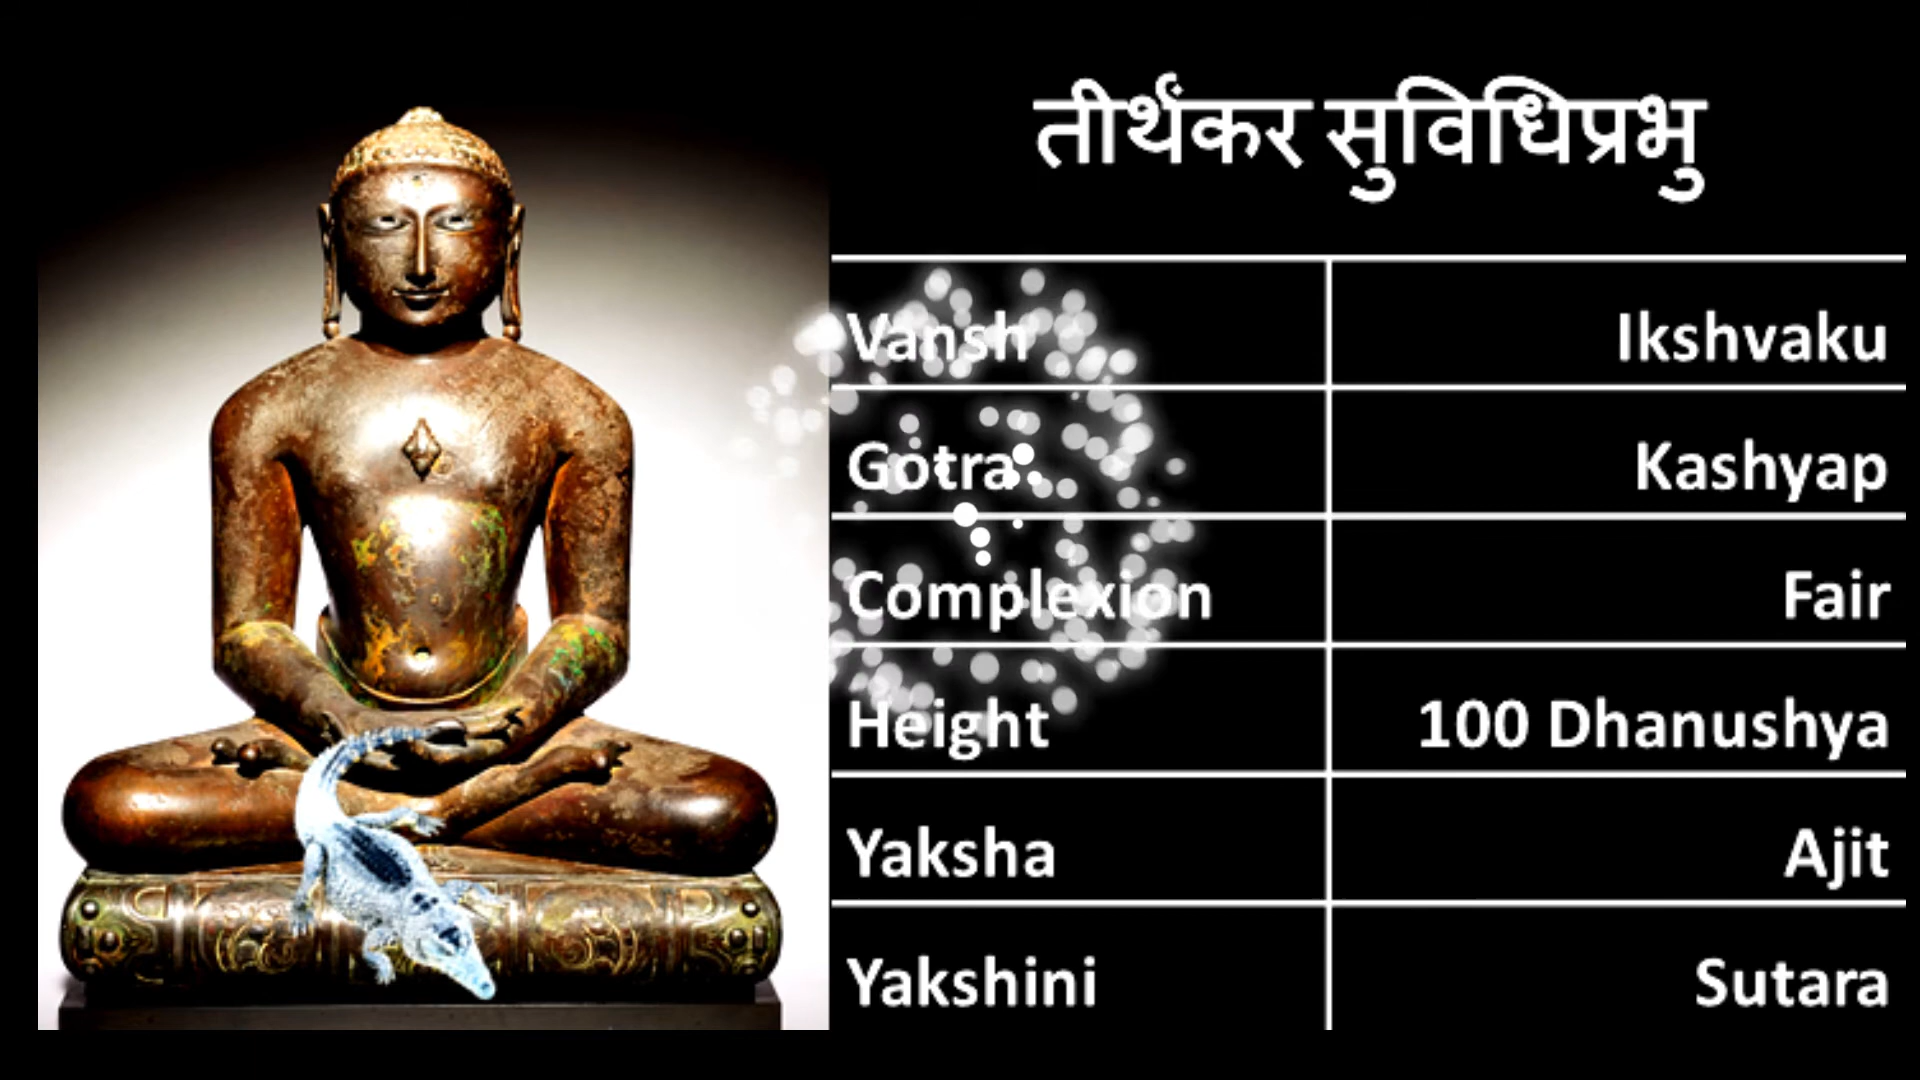 तीर्थंकर सुविधिप्रभु
Vansh Ikshvaku
Gotra Kashyap
Complexion Fair
Height 100 Dhanushya
Yaksha Ajit
Yakshini Sutara